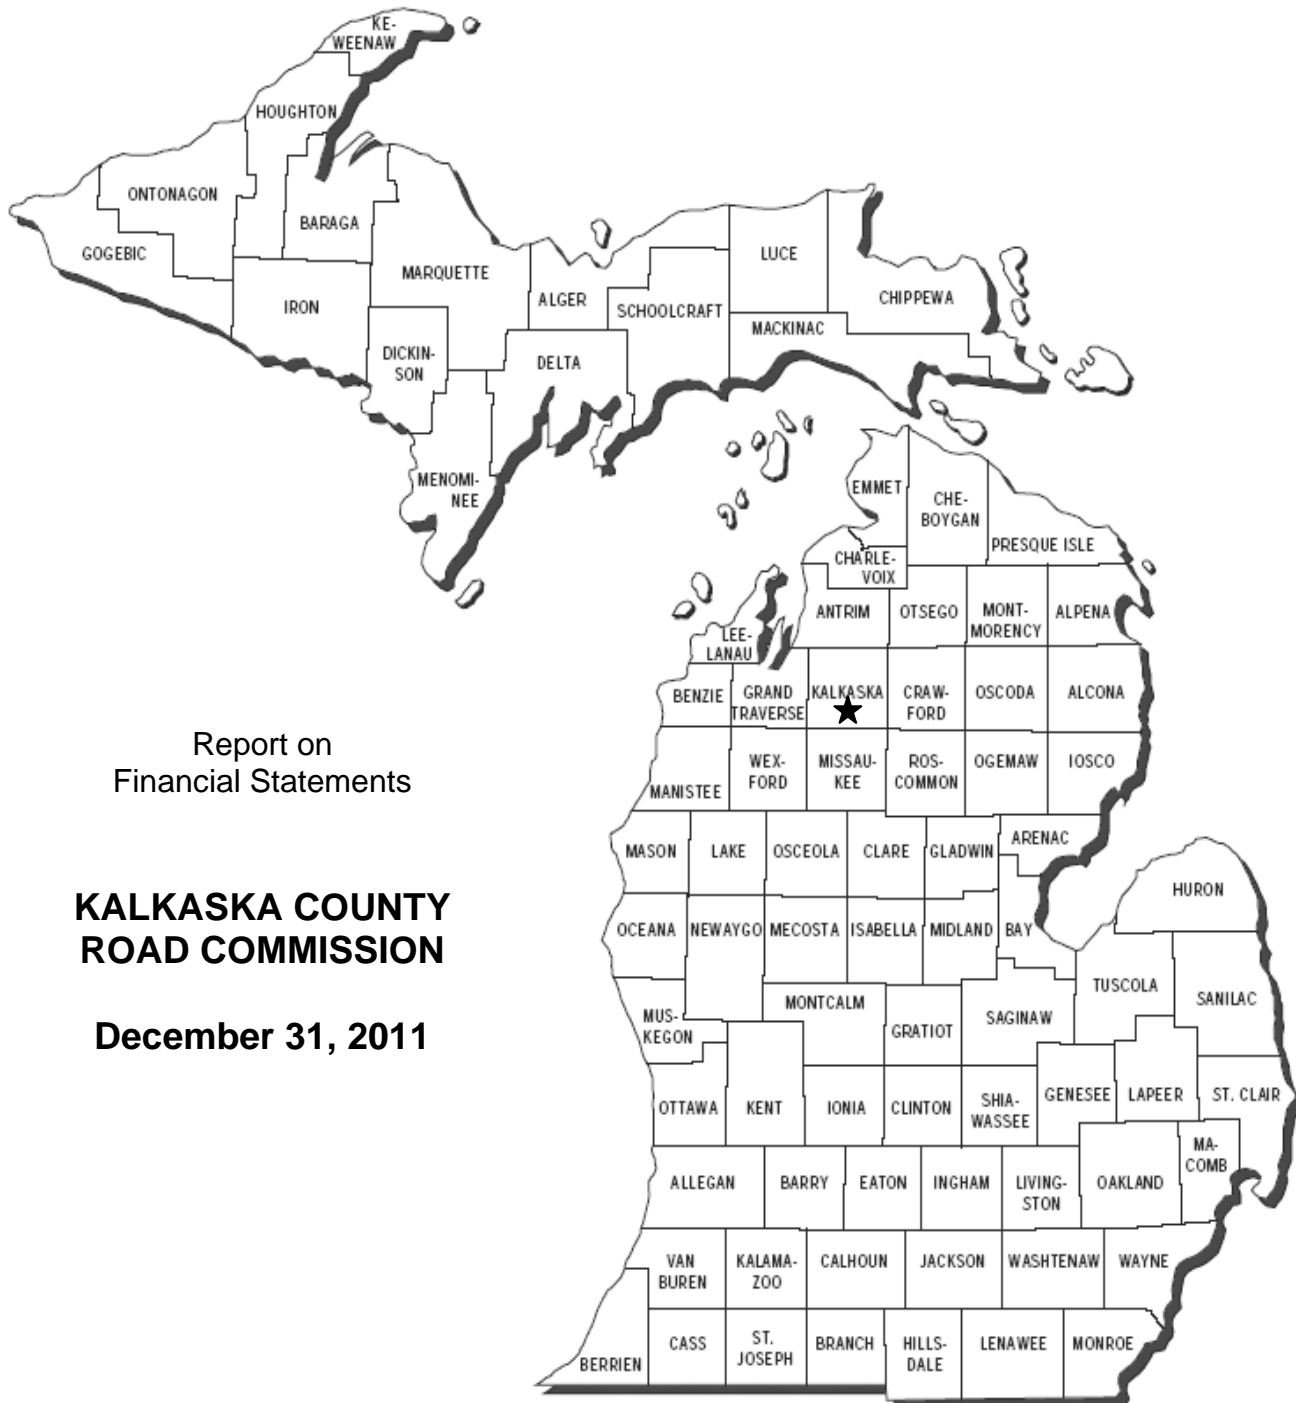 KE-
WEENAW
HOUGHTON
ONTONAGON
BARAGA
GOGEBIC
MARQUETTE
LUCE
ALGER
CHIPPEWA
IRON
SCHOOLCRAFT
MACKINAC
DICKIN-
SON
DELTA
MENOMI-
NEE
EMMET
CHE-
BOYGAN
PRESQUE ISLE
CHARLE-
VOIX
ANTRIM
OTSEGO
MONT-
MORENCY
ALPENA
LEE-
LANAU
BENZIE
GRAND
TRAVERSE
KALKASKA
CRAW-
FORD
OSCODA
ALCONA
Report on
Financial Statements
MANISTEE
WEX-
FORD
MISSAU-
KEE
ROS-
COMMON
OGEMAW
IOSCO
MASON
LAKE
OSCEOLA
CLARE
GLADWIN
ARENAC
HURON
KALKASKA COUNTY
ROAD COMMISSION
OCEANA
NEWAYGO
MECOSTA
ISABELLA
MIDLAND
BAY
TUSCOLA
SANILAC
December 31, 2011
MUS-
KEGON
MONTCALM
GRATIOT
SAGINAW
OTTAWA
KENT
IONIA
CLINTON
SHIA-
WASSEE
GENESEE
LAPEER
ST. CLAIR
ALLEGAN
BARRY
EATON
INGHAM
LIVING-
STON
OAKLAND
MA-
COMB
VAN
BUREN
KALAMA-
ZOO
CALHOUN
JACKSON
WASHTENAW
WAYNE
BERRIEN
CASS
ST.
JOSEPH
BRANCH
HILLS-
DALE
LENAWEE
MONROE